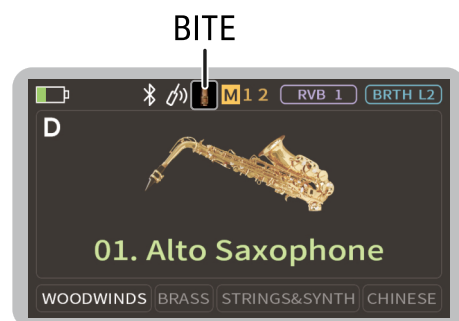 BITE
M 1 2 RVB 1 BRTH L2
D
01. Alto Saxophone
WOODWINDS BRASS STRINGS&SYNTH CHINESE